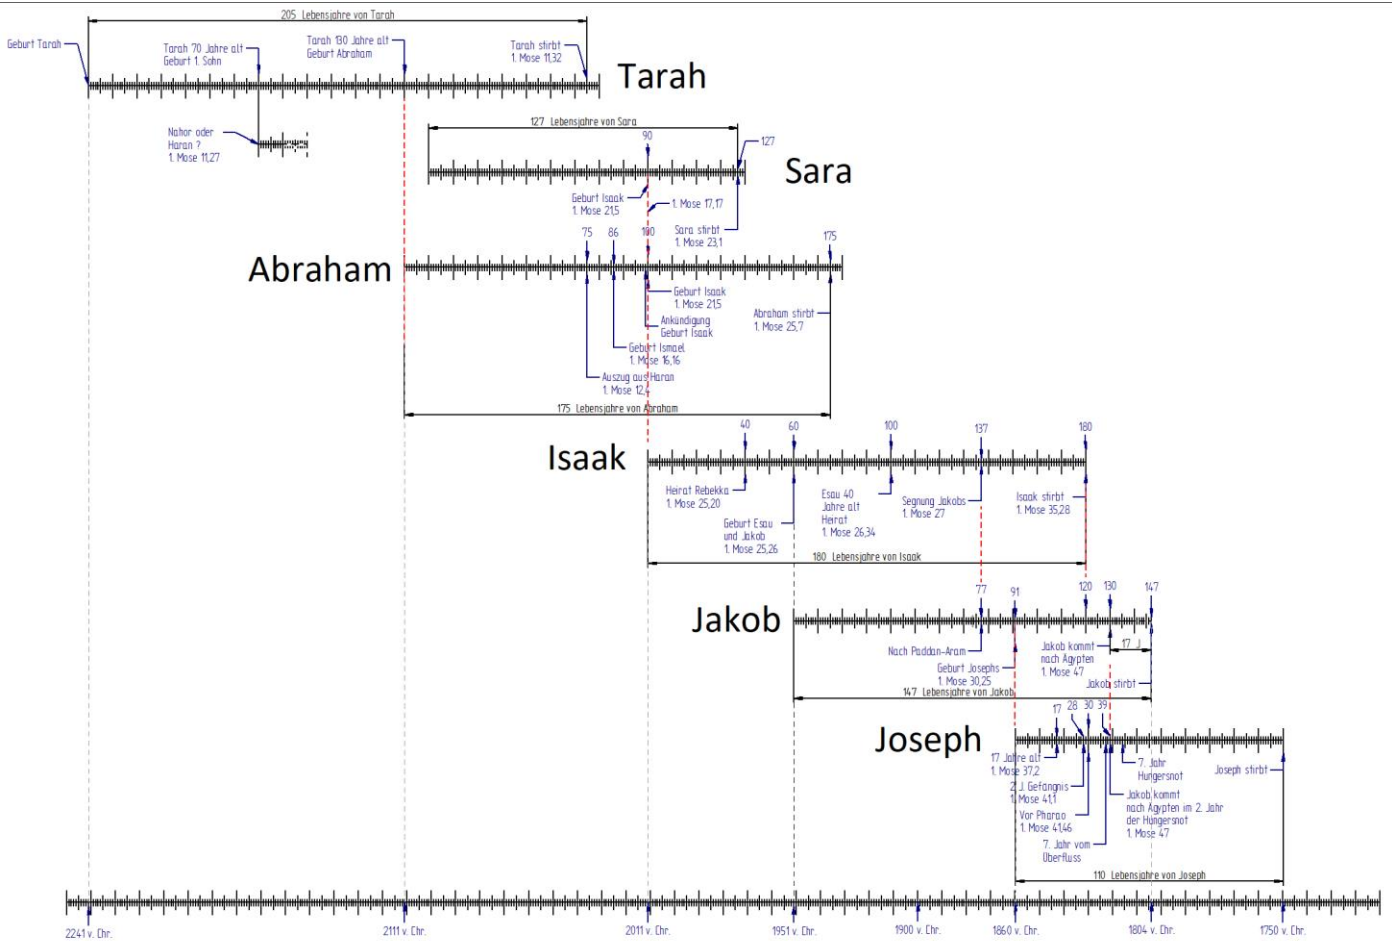 205 Lebensjahre von Tarah
Geburt Tarah
Tarah 70 Jahre alt
Geburt 1. Sohn
Tarah 130 Jahre alt
Geburt Abraham
Tarah stirbt
1. Mose 11,32
Tarah
Nahor oder
Haran ?
1. Mose 11,27
127 Lebensjahre von Sara
90
127
Sara
Geburt Isaak
1. Mose 21,5
1. Mose 17,17
Sara stirbt
1. Mose 23,1
75
86
100
175
Abraham
Geburt Isaak
1. Mose 21,5
Ankündigung
Geburt Isaak
Abraham stirbt
1. Mose 25,7
Geburt Ismael
1. Mose 16,16
Auszug aus Haran
1. Mose 12,4
175 Lebensjahre von Abraham
40
60
100
137
180
Isaak
Heirat Rebekka
1. Mose 25,20
Geburt Esau
und Jakob
1. Mose 25,26
Esau 40
Jahre alt
Heirat
1. Mose 26,34
Segnung Jakobs
1. Mose 27
Isaak stirbt
1. Mose 35,28
180 Lebensjahre von Isaak
77
91
120
130
147
Jakob
Nach Paddan-Aram
Geburt Josephs
1. Mose 30,25
Jakob kommt
nach Ägypten
1. Mose 47
17 J.
Jakob stirbt
147 Lebensjahre von Jakob
17
28
30
39
Joseph
17 Jahre alt
1. Mose 37,2
2 J. Gefängnis
1. Mose 41,1
Vor Pharao
1. Mose 41,46
7. Jahr vom
Überfluss
7. Jahr
Hungersnot
Jakob kommt
nach Ägypten im 2. Jahr
der Hungersnot
1. Mose 47
Joseph stirbt
110 Lebensjahre von Joseph
2241 v. Chr.
2111 v. Chr.
2011 v. Chr.
1951 v. Chr.
1900 v. Chr.
1860 v. Chr.
1804 v. Chr.
1750 v. Chr.